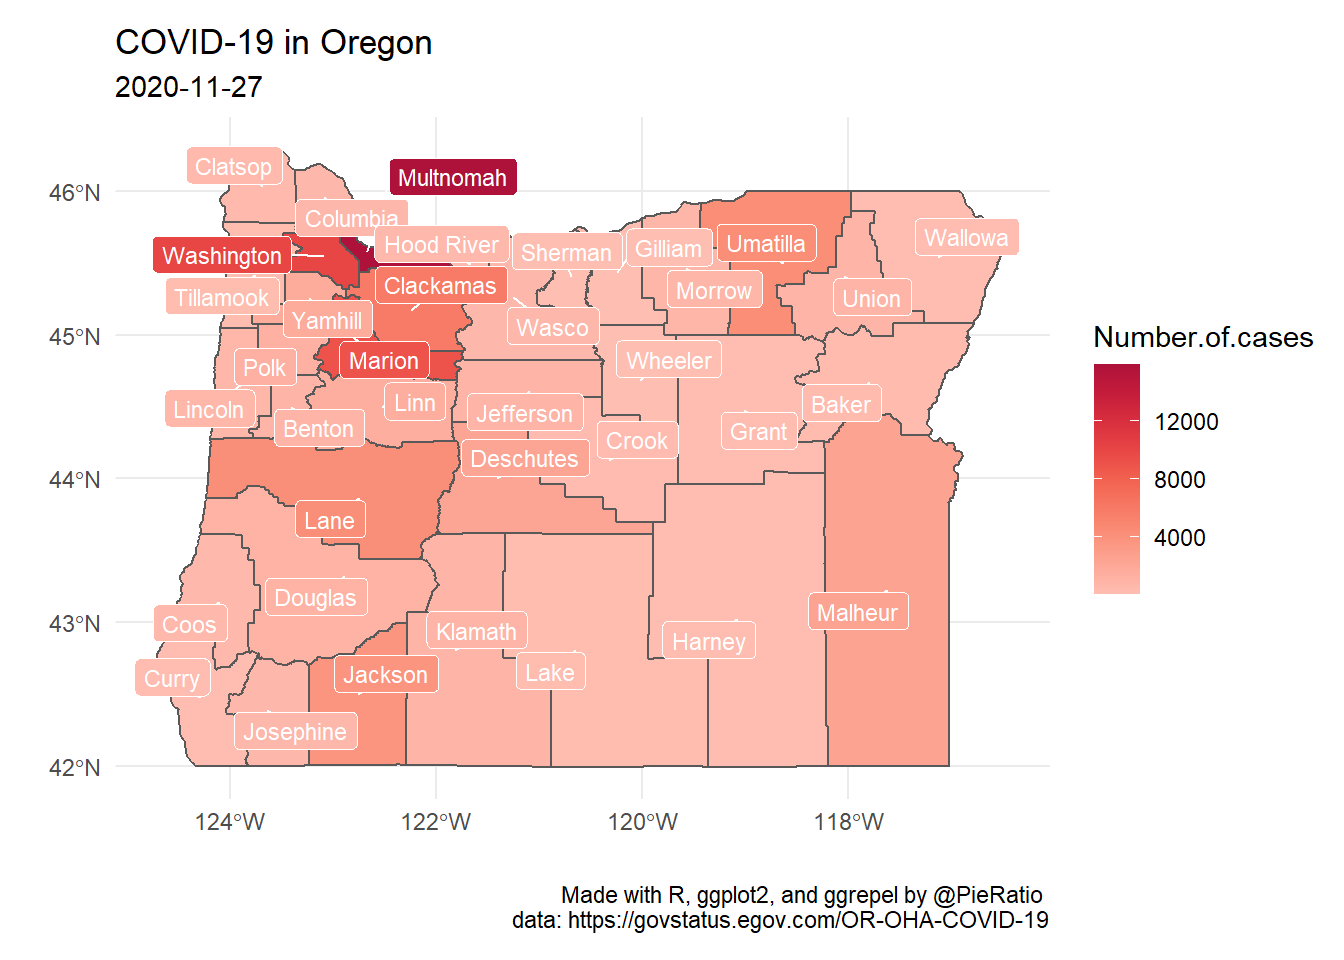 COVID-19 in Oregon
2020-11-27
Clatsop
Multnomah
46°N
Columbia
Washington
Hood River
Sherman
Gilliam
Umatilla
Wallowa
Clackamas
Tillamook
Morrow
Union
Yamhill
Wasco
45°N
Number.of.cases
Polk
Marion
Wheeler
Lincoln
Linn
Jefferson
Baker
12000
Benton
Crook
Grant
Deschutes
44°N
8000
Lane
4000
Douglas
Malheur
43°N
Coos
Klamath
Harney
Curry
Jackson
Lake
Josephine
42°N
124°W
122°W
120°W
118°W
Made with R, ggplot2, and ggrepel by @PieRatio
data: https://govstatus.egov.com/OR-OHA-COVID-19